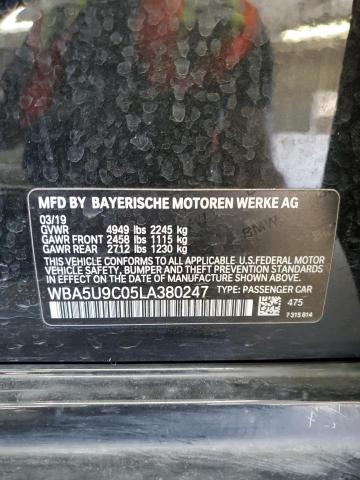 MFD BY BAYERISCHE MOTOREN WERKE AG
03/19
GVWR 4949 lbs 2245 kg
GAWR FRONT 2458 lbs 1115 kg
GAWR REAR 2712 lbs 1230 kg
THIS VEHICLE CONFORMS TO ALL APPLICABLE U.S.FEDERAL
MOTOR VEHICLE SAFETY, BUMPER, AND THEFT PREVENTION STANDARDS
IN EFFECT ON THE DATE OF MANUFACTURE SHOWN ABOVE.
WBA5U9C05LA380247 TYPE: PASSENGER CAR
475
7 315 814